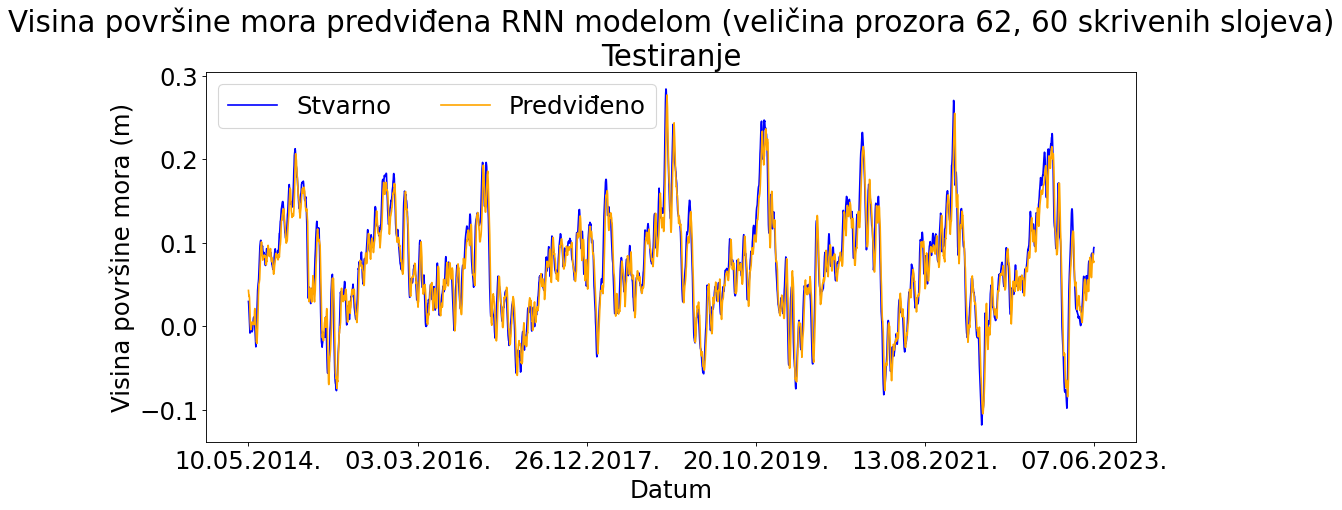 Visina površine mora predviđena RNN modelom (veličina prozora 62, 60 skrivenih slojeva)
Testiranje
Stvarno
Predviđeno
Visina površine mora (m)
0.3
0.2
0.1
0.0
−0.1
10.05.2014.
03.03.2016.
26.12.2017.
20.10.2019.
13.08.2021.
07.06.2023.
Datum